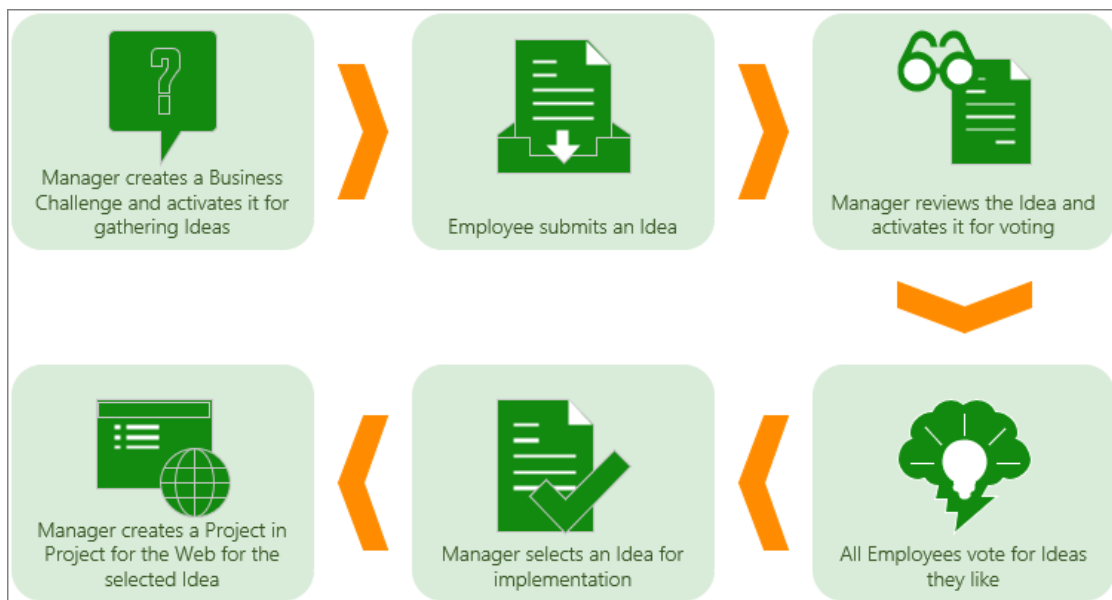 Manager creates a Business
Challenge and activates it for
gathering Ideas
Employee submits an Idea
Manager reviews the Idea and
activates it for voting
All Employees vote for Ideas
they like
Manager selects an Idea for
implementation
Manager creates a Project in
Project for the Web for the
selected Idea